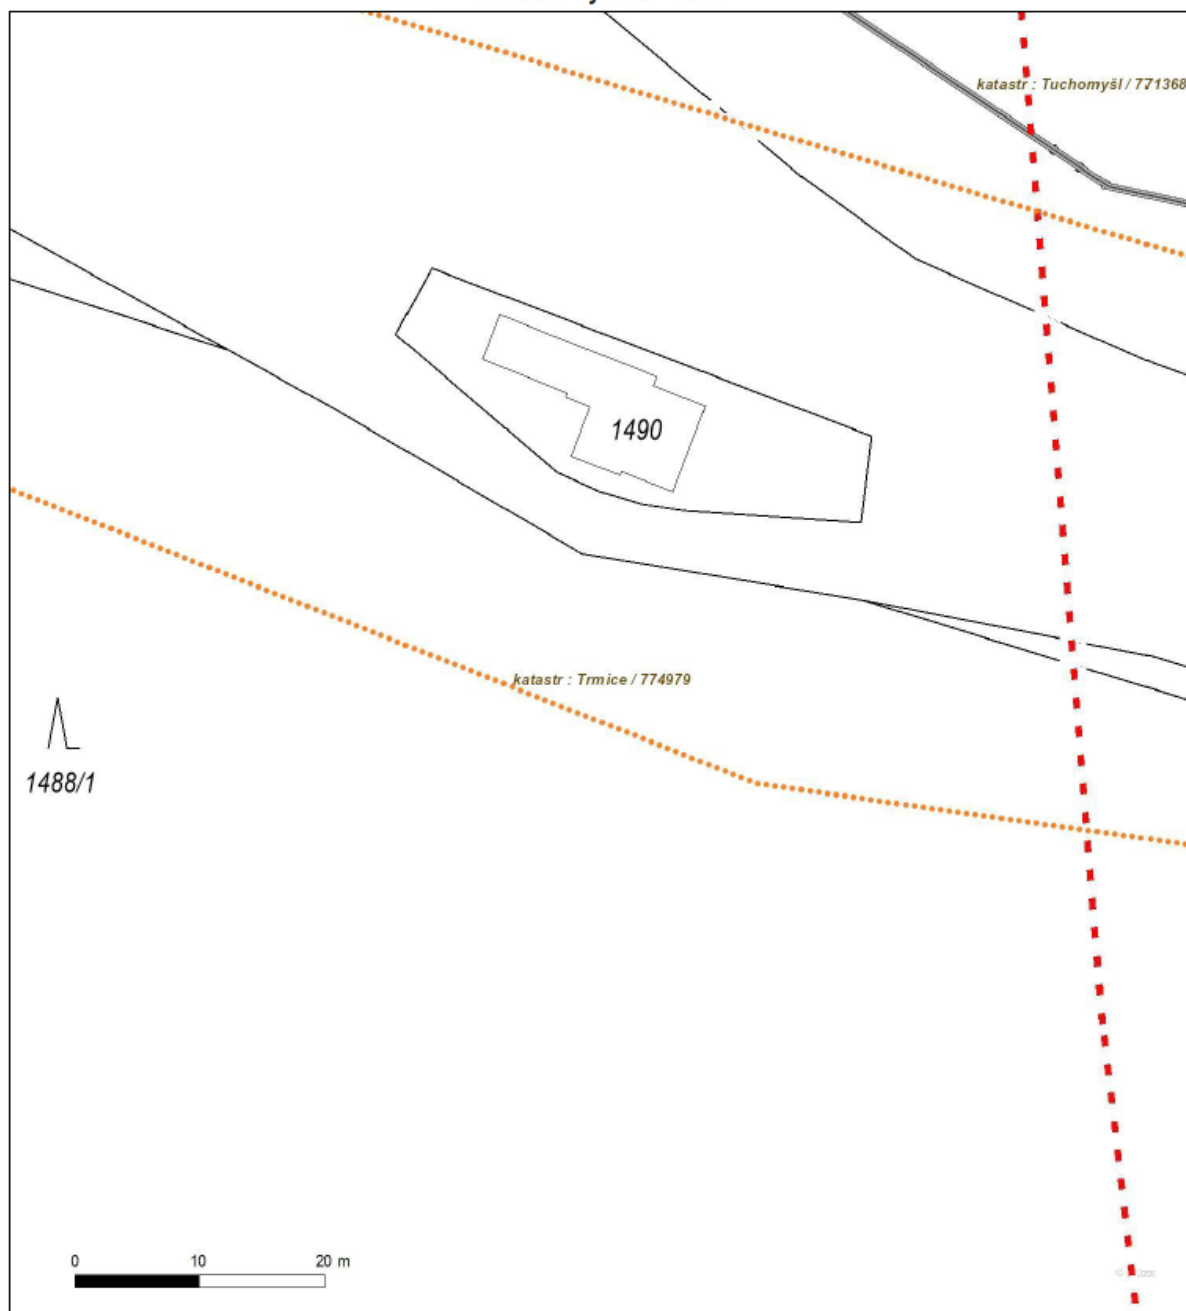 katastr : Tuchomyšl / 771368
1490
katastr : Trmice / 774979
1488/1
0 10 20 m